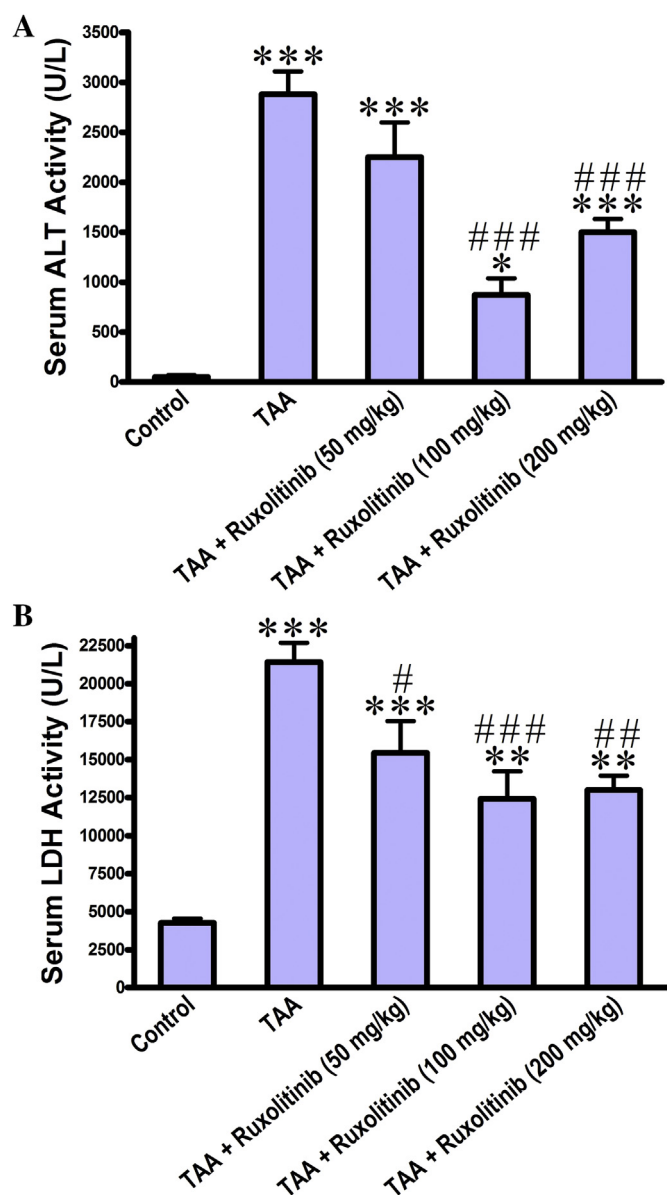 A
Serum ALT Activity (U/L)
3500
3000
2500
2000
1500
1000
500
0
***
***
###
*
###
***
Control
TAA
TAA + Ruxolitinib (50 mg/kg)
TAA + Ruxolitinib (100 mg/kg)
TAA + Ruxolitinib (200 mg/kg)
B
Serum LDH Activity (U/L)
22500
20000
17500
15000
12500
10000
7500
5000
2500
0
***
#
***
###
**
##
**
Control
TAA
TAA + Ruxolitinib (50 mg/kg)
TAA + Ruxolitinib (100 mg/kg)
TAA + Ruxolitinib (200 mg/kg)